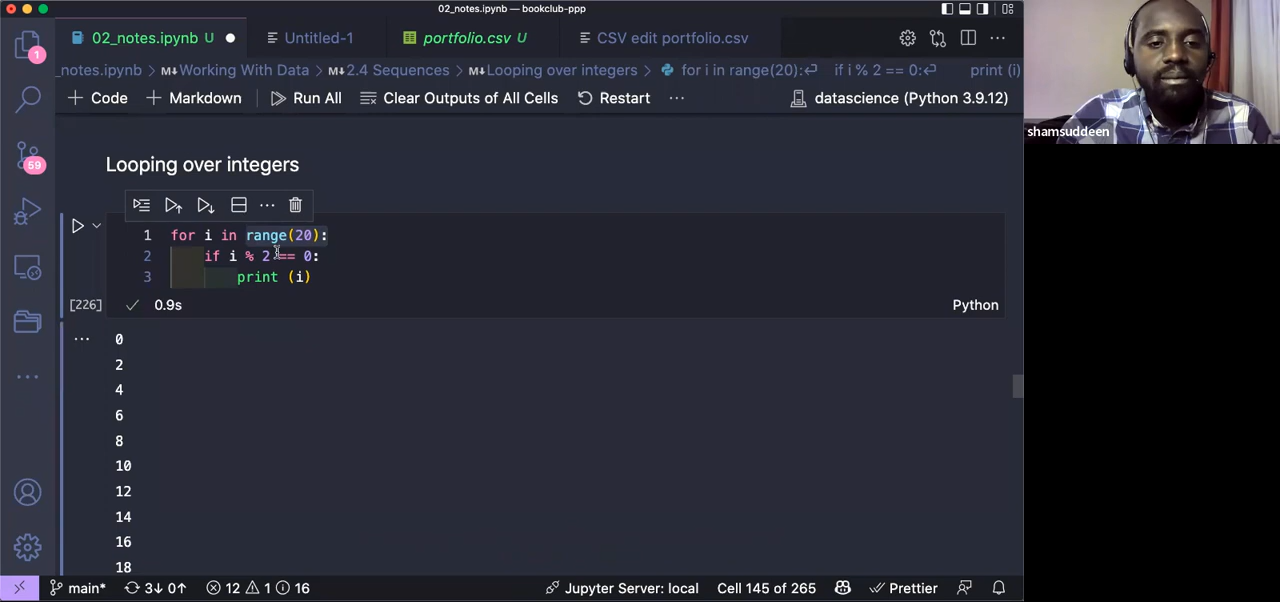 02_notes.ipynb — bookclub-ppp
02_notes.ipynb U
Untitled-1
portfolio.csv U
CSV edit portfolio.csv
_notes.ipynb > M↓Working With Data > M↓2.4 Sequences > M↓Looping over integers > for i in range(20):↵ if i % 2 == 0:↵ print (i)
+ Code + Markdown Run All Clear Outputs of All Cells Restart ··· datascience (Python 3.9.12)
shamsuddeen
1
59
Looping over integers
1 for i in range(20):
2 if i % 2 == 0:
3 print (i)
[226] 0.9s Python
0
2
4
6
8
10
12
14
16
18
main* 3↓ 0↑ 12 1 16 Jupyter Server: local Cell 145 of 265 Prettier